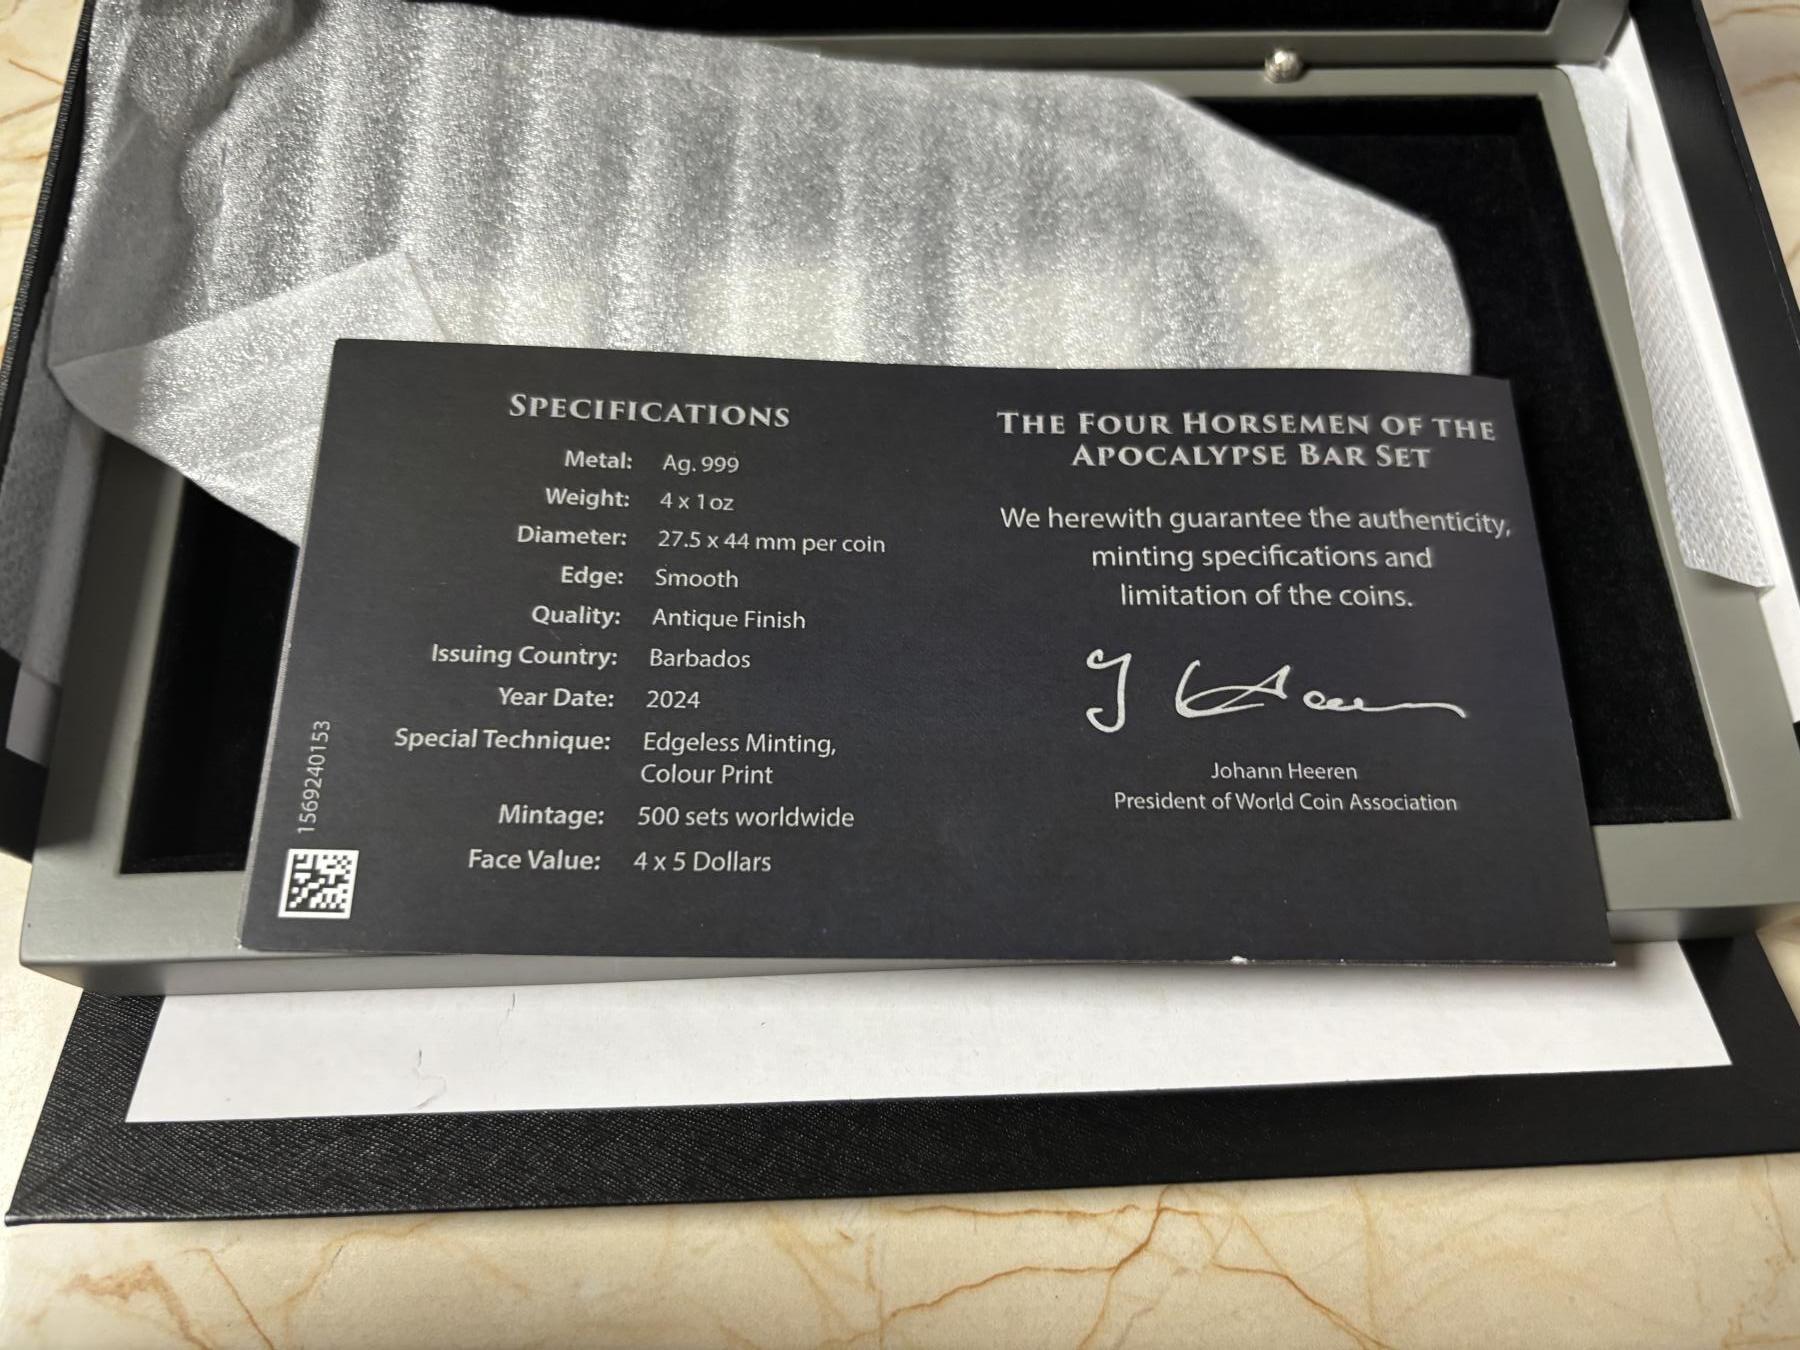 SPECIFICATIONS
Metal: Ag. 999
Weight: 4 x 1 oz
Diameter: 27.5 x 44 mm per coin
Edge: Smooth
Quality: Antique Finish
Issuing Country: Barbados
Year Date: 2024
Special Technique: Edgeless Minting,
Colour Print
Mintage: 500 sets worldwide
Face Value: 4 x 5 Dollars
1569240153
THE FOUR HORSEMEN OF THE
APOCALYPSE BAR SET
We herewith guarantee the authenticity,
minting specifications and
limitation of the coins.
J Heeren
Johann Heeren
President of World Coin Association